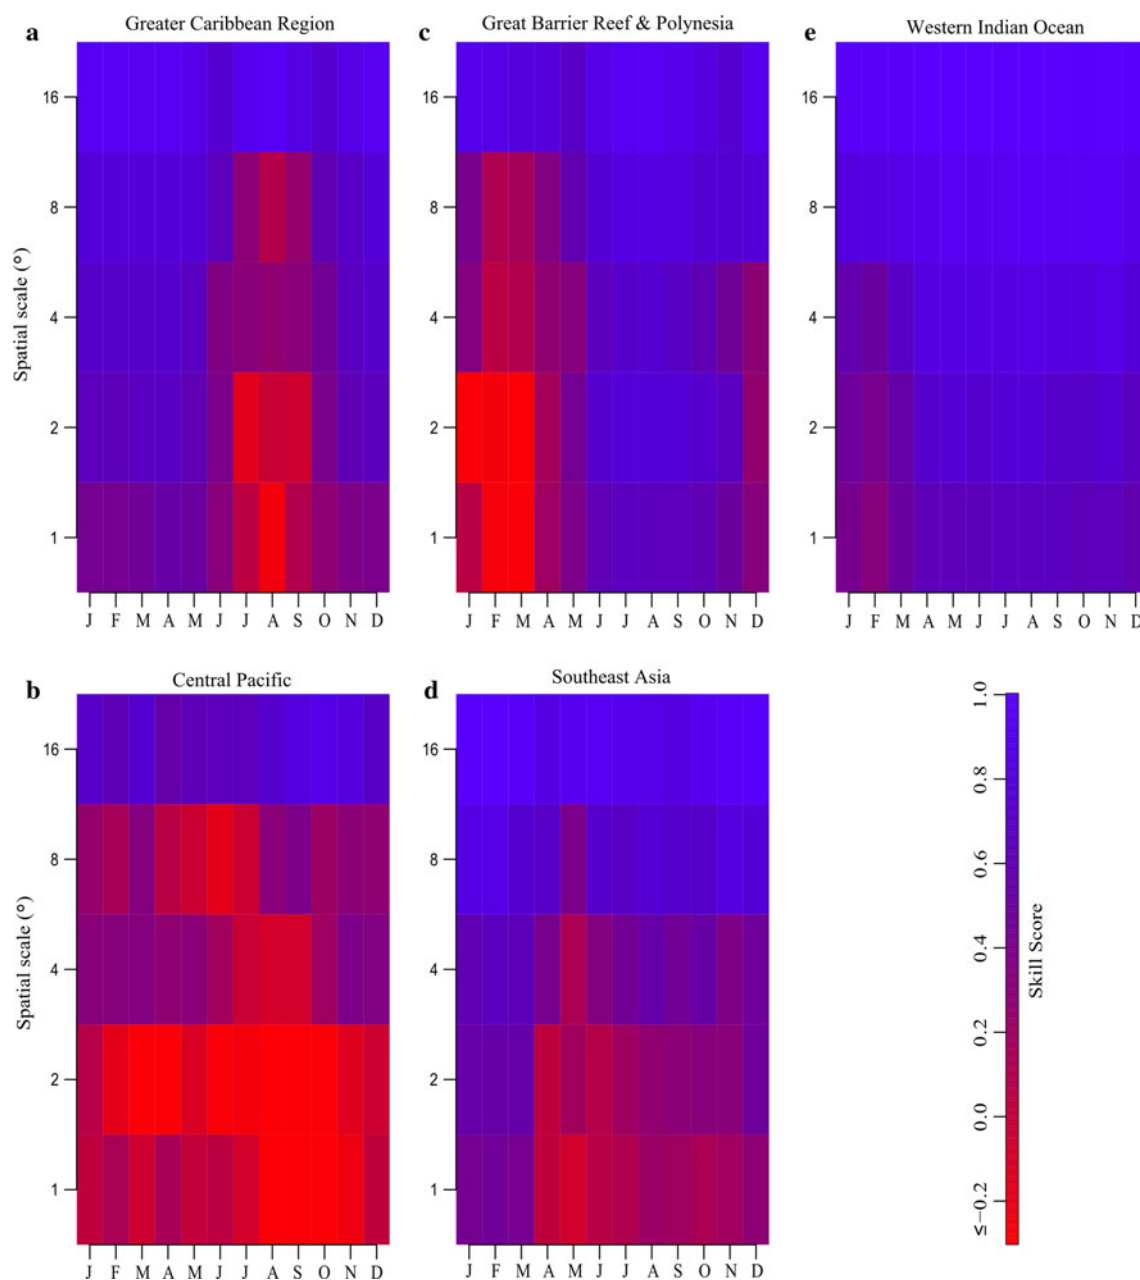 a Greater Caribbean Region
16
8
4
2
1
Spatial scale (°)
J F M A M J J A S O N D
c Great Barrier Reef & Polynesia
16
8
4
2
1
J F M A M J J A S O N D
e Western Indian Ocean
16
8
4
2
1
J F M A M J J A S O N D
b Central Pacific
16
8
4
2
1
Spatial scale (°)
J F M A M J J A S O N D
d Southeast Asia
16
8
4
2
1
J F M A M J J A S O N D
1.0
0.8
0.6
0.4
0.2
0.0
≤−0.2
Skill Score